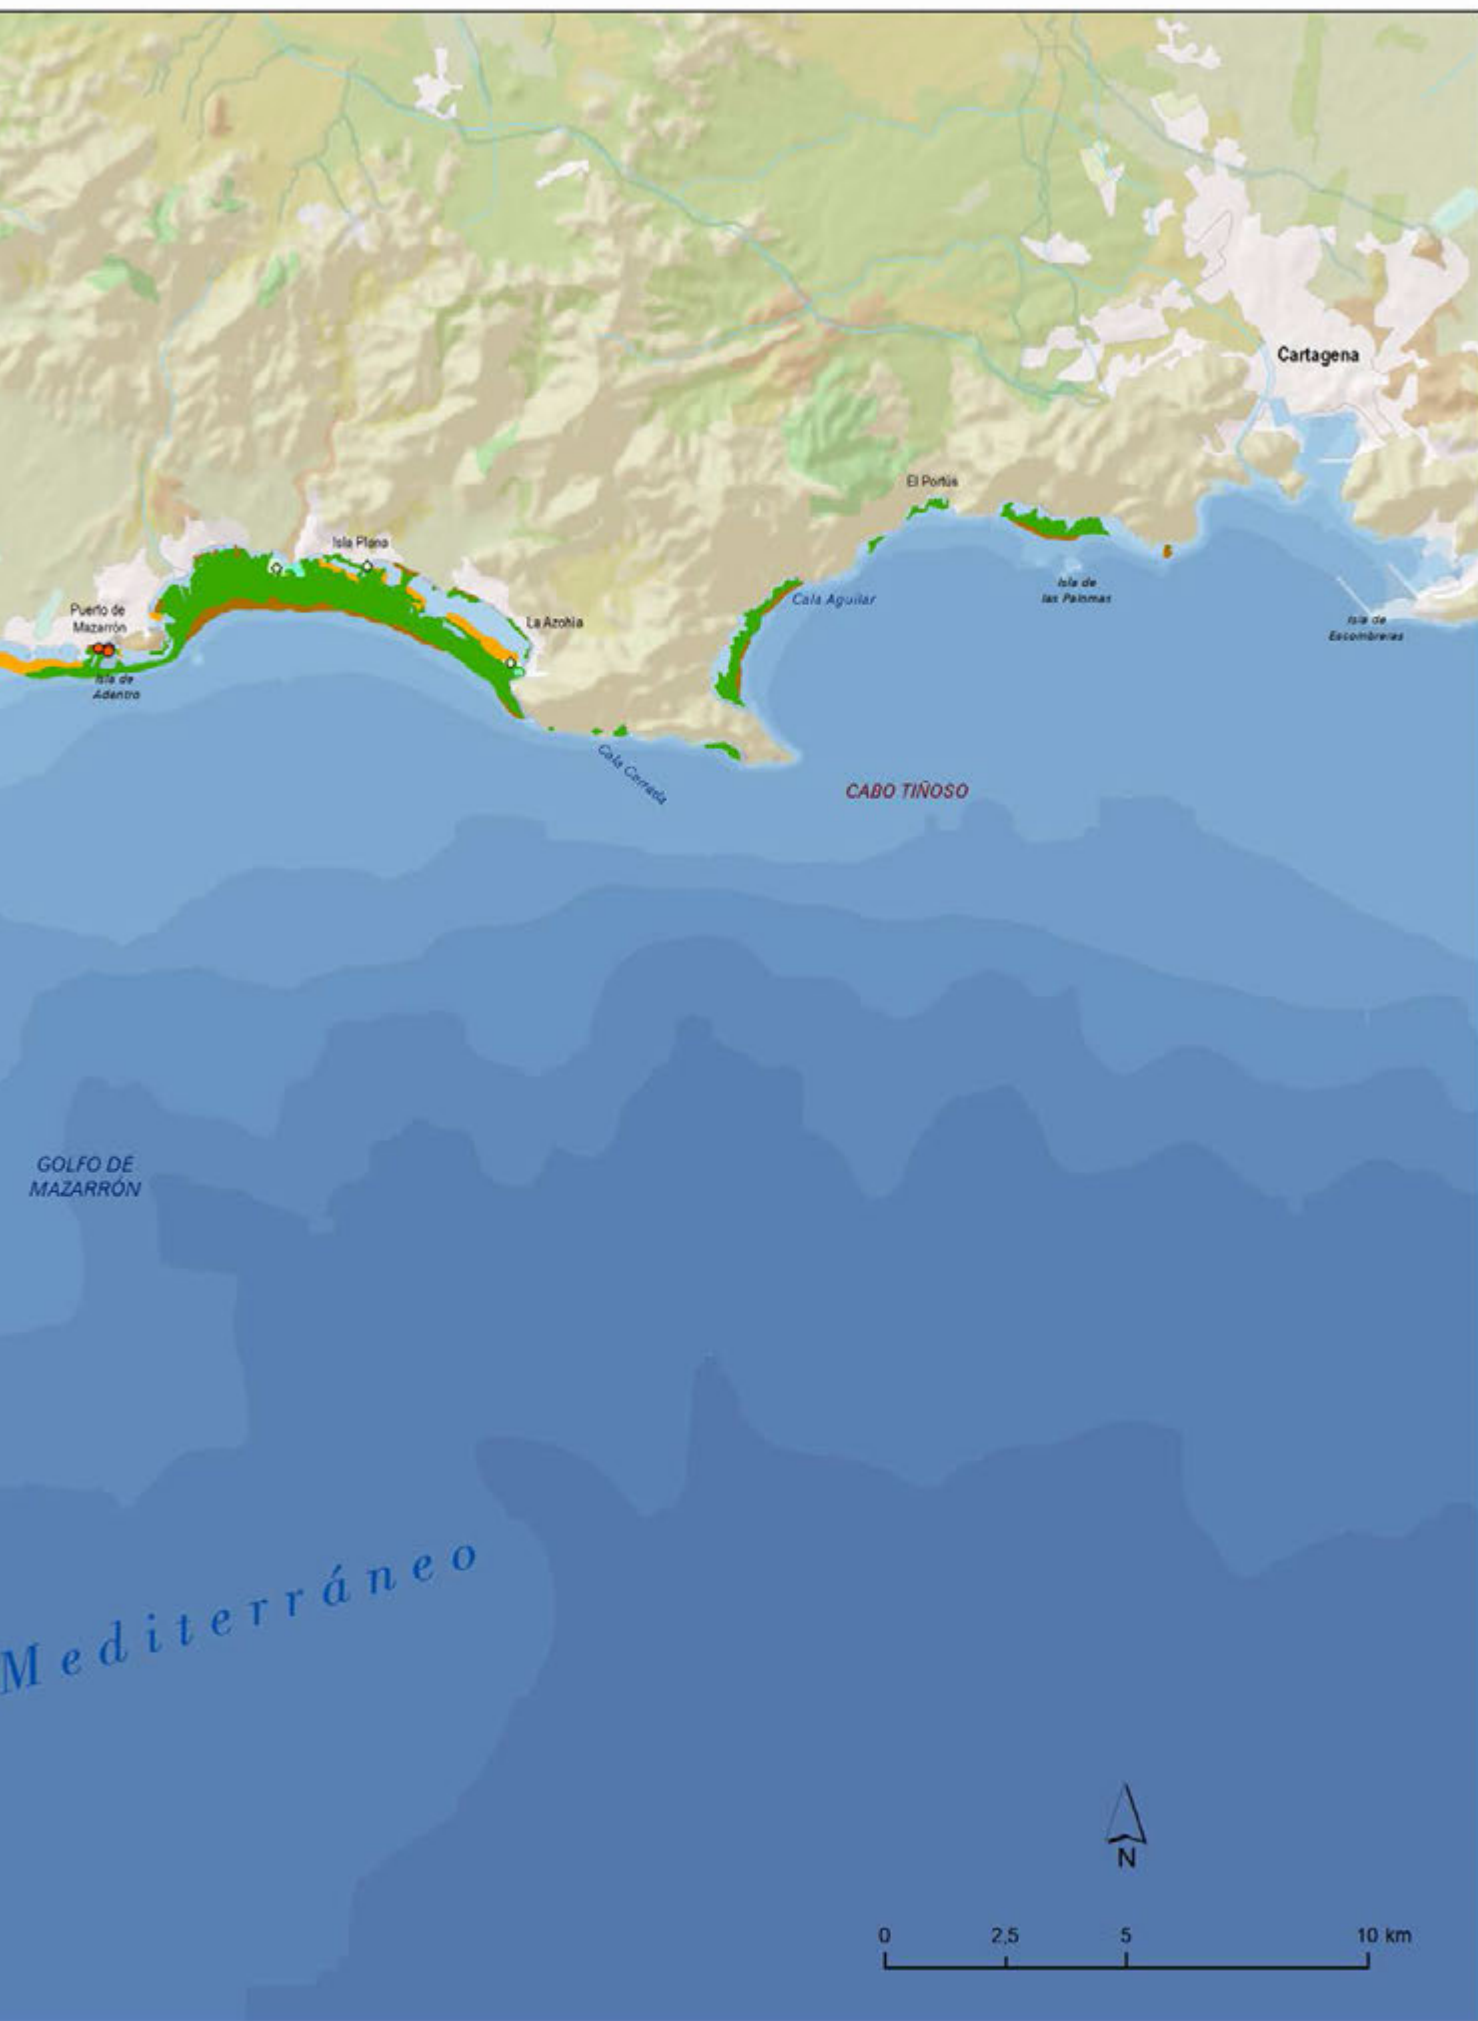 Cartagena
El Portús
Isla Plana
Isla de
las Palomas
Cala Aguilar
Puerto de
Mazarrón
La Azohía
Isla de
Escombreras
Isla de
Adentro
Cala Cerrada
CABO TIÑOSO
GOLFO DE
MAZARRÓN
Mediterráneo
N
0 2,5 5 10 km